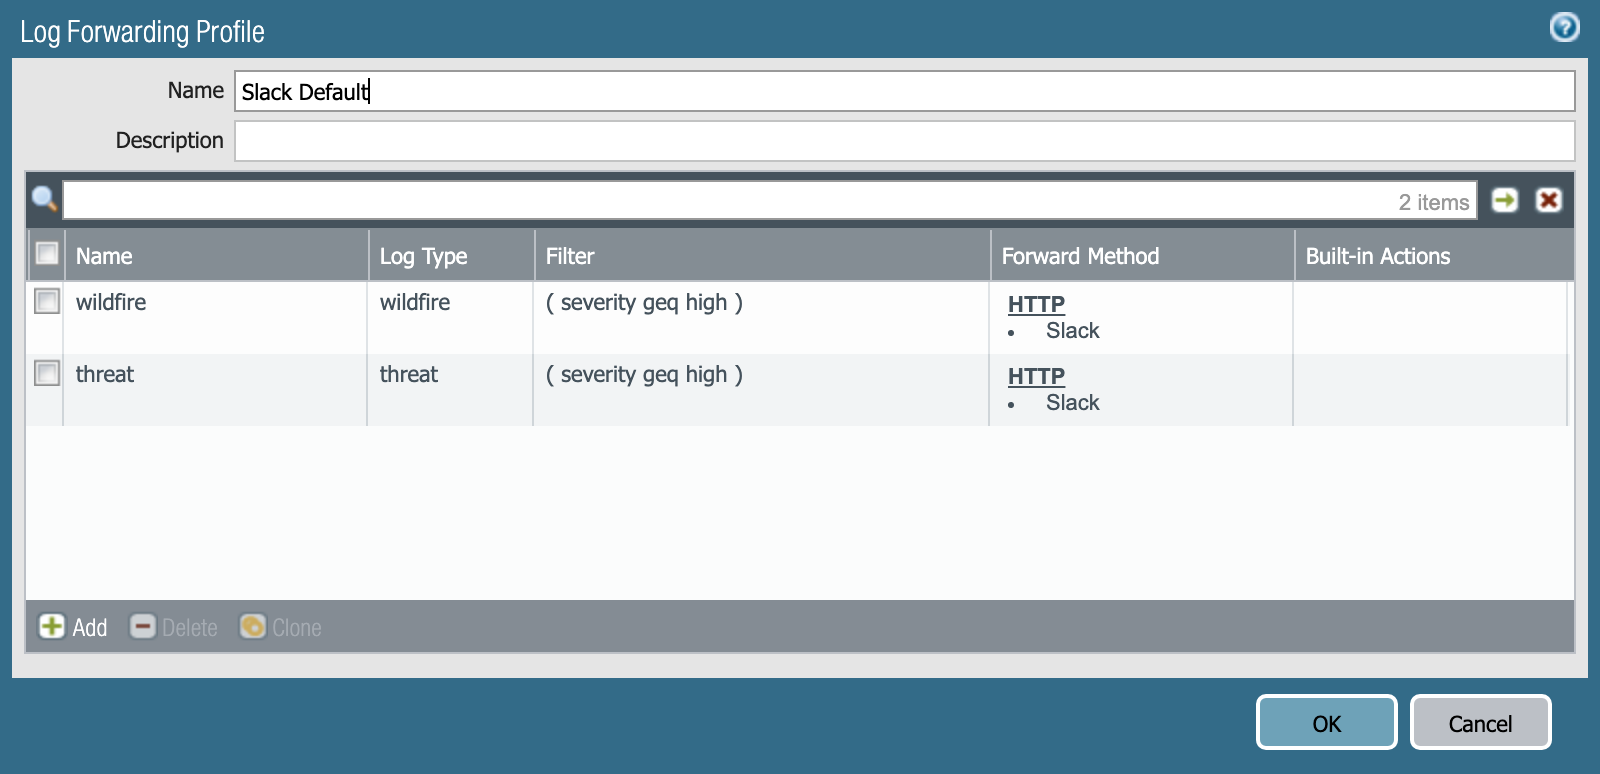 Log Forwarding Profile
?
Name Slack Default
Description
2 items
Name Log Type Filter Forward Method Built-in Actions
wildfire wildfire ( severity geq high ) HTTP
• Slack
threat threat ( severity geq high ) HTTP
• Slack
Add Delete Clone
OK Cancel